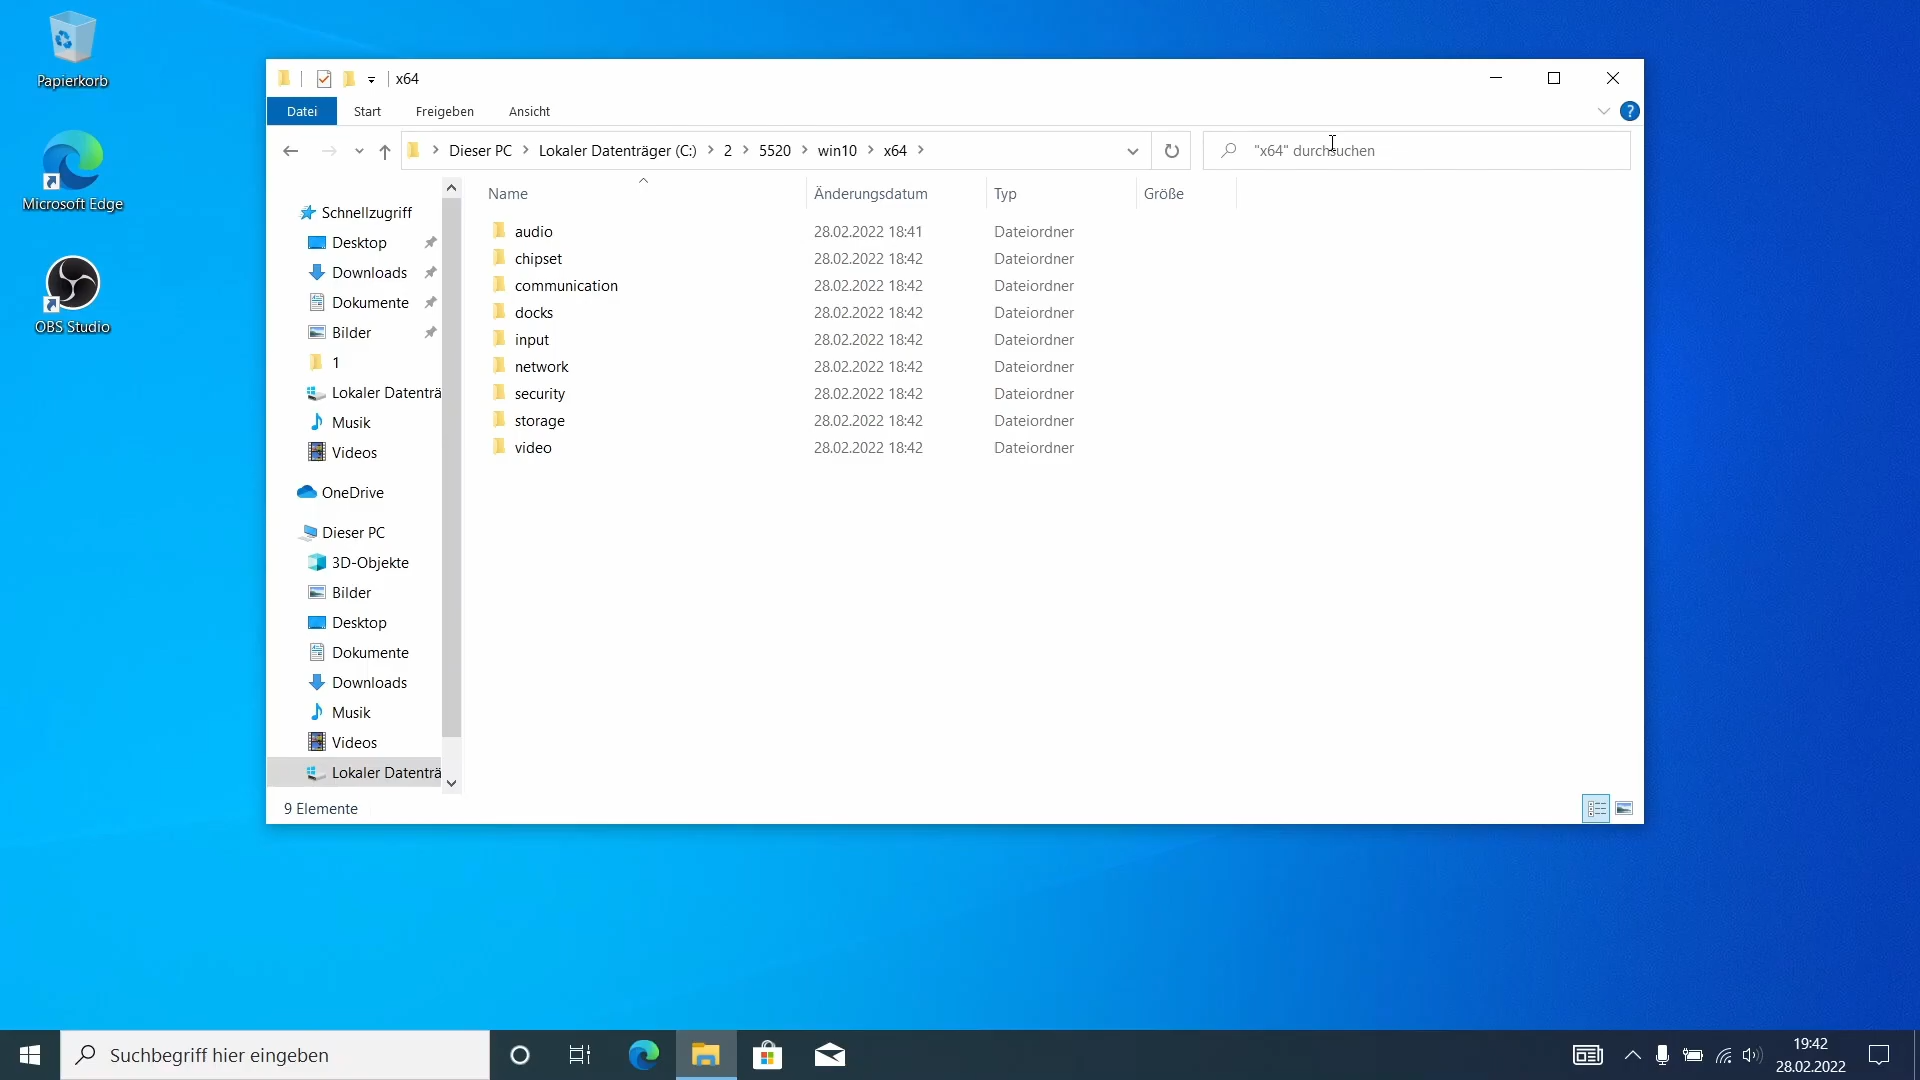 Papierkorb
Microsoft Edge
OBS Studio
x64
Datei Start Freigeben Ansicht
?
Dieser PC Lokaler Datenträger (C:) 2 5520 win10 x64
"x64" durchsuchen
Name Änderungsdatum Typ Größe
audio 28.02.2022 18:41 Dateiordner
chipset 28.02.2022 18:42 Dateiordner
communication 28.02.2022 18:42 Dateiordner
docks 28.02.2022 18:42 Dateiordner
input 28.02.2022 18:42 Dateiordner
network 28.02.2022 18:42 Dateiordner
security 28.02.2022 18:42 Dateiordner
storage 28.02.2022 18:42 Dateiordner
video 28.02.2022 18:42 Dateiordner
Schnellzugriff
Desktop
Downloads
Dokumente
Bilder
1
Lokaler Datenträ
Musik
Videos
OneDrive
Dieser PC
3D-Objekte
Bilder
Desktop
Dokumente
Downloads
Musik
Videos
Lokaler Datenträ
9 Elemente
Suchbegriff hier eingeben
19:42
28.02.2022